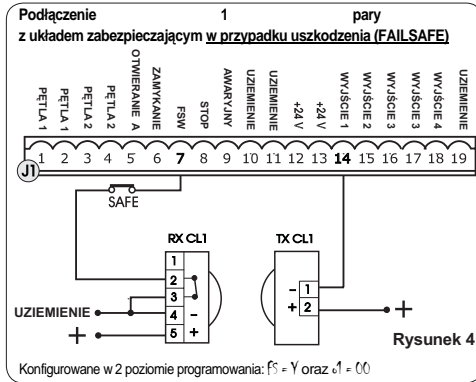 Podłączenie 1 pary
z układem zabezpieczającym w przypadku uszkodzenia (FAILSAFE)
PĘTLA 1
PĘTLA 1
PĘTLA 2
PĘTLA 2
OTWIERANIE A
ZAMYKANIE
FSW
STOP
AWARYJNY
UZIEMIENIE
UZIEMIENIE
+24 V
+24 V
WYJŚCIE 1
WYJŚCIE 2
WYJŚCIE 3
WYJŚCIE 4
UZIEMIENIE
1 2 3 4 5 6 7 8 9 10 11 12 13 14 15 16 17 18 19
J1
SAFE
RX CL1
TX CL1
1
2
3
4 -
5 +
- 1
+ 2
UZIEMIENIE
+
+
Rysunek 4
Konfigurowane w 2 poziomie programowania: FS = Y oraz o1 = 00